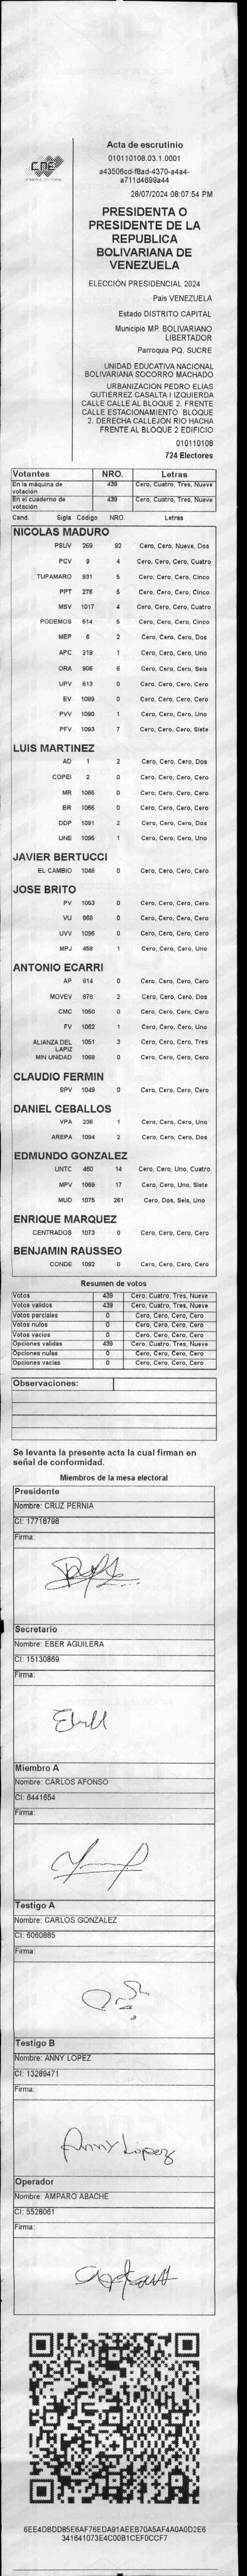 CNE
Acta de escrutinio
010110108.03.1.0001
a43506cd-f8ad-4370-a4a4-
a711d4699a44
28/07/2024 08:07:54 PM
PRESIDENTA O
PRESIDENTE DE LA
REPUBLICA
BOLIVARIANA DE
VENEZUELA
ELECCIÓN PRESIDENCIAL 2024
País VENEZUELA
Estado DISTRITO CAPITAL
Municipio MP. BOLIVARIANO
LIBERTADOR
Parroquia PQ. SUCRE
UNIDAD EDUCATIVA NACIONAL
BOLIVARIANA SOCORRO MACHADO
URBANIZACIÓN PEDRO ELIAS
GUTIÉRREZ CASALTA I IZQUIERDA
CALLE CALLE AL BLOQUE 2. FRENTE
CALLE ESTACIONAMIENTO BLOQUE
2. DERECHA CALLEJÓN RIO HACHA
FRENTE AL BLOQUE 2 EDIFICIO
010110108
724 Electores
Votantes NRO. Letras
En la máquina de votación 439 Cero, Cuatro, Tres, Nueve
En el cuaderno de votación 439 Cero, Cuatro, Tres, Nueve
Cand. Sigla Código NRO. Letras
NICOLAS MADURO
PSUV 269 92 Cero, Cero, Nueve, Dos
PCV 9 4 Cero, Cero, Cero, Cuatro
TUPAMARO 931 5 Cero, Cero, Cero, Cinco
PPT 276 5 Cero, Cero, Cero, Cinco
MSV 1017 4 Cero, Cero, Cero, Cuatro
PODEMOS 514 5 Cero, Cero, Cero, Cinco
MEP 6 2 Cero, Cero, Cero, Dos
APC 219 1 Cero, Cero, Cero, Uno
ORA 906 6 Cero, Cero, Cero, Seis
UPV 513 0 Cero, Cero, Cero, Cero
EV 1089 0 Cero, Cero, Cero, Cero
PVV 1090 1 Cero, Cero, Cero, Uno
PFV 1093 7 Cero, Cero, Cero, Siete
LUIS MARTINEZ
AD 1 2 Cero, Cero, Cero, Dos
COPEI 2 0 Cero, Cero, Cero, Cero
MR 1065 0 Cero, Cero, Cero, Cero
BR 1066 0 Cero, Cero, Cero, Cero
DDP 1091 2 Cero, Cero, Cero, Dos
UNE 1095 1 Cero, Cero, Cero, Uno
JAVIER BERTUCCI
EL CAMBIO 1048 0 Cero, Cero, Cero, Cero
JOSE BRITO
PV 1053 0 Cero, Cero, Cero, Cero
VU 868 0 Cero, Cero, Cero, Cero
UVV 1096 0 Cero, Cero, Cero, Cero
MPJ 458 1 Cero, Cero, Cero, Uno
ANTONIO ECARRI
AP 814 0 Cero, Cero, Cero, Cero
MOVEV 878 2 Cero, Cero, Cero, Dos
CMC 1050 0 Cero, Cero, Cero, Cero
FV 1062 1 Cero, Cero, Cero, Uno
ALIANZA DEL LAPIZ 1051 3 Cero, Cero, Cero, Tres
MIN UNIDAD 1068 0 Cero, Cero, Cero, Cero
CLAUDIO FERMIN
SPV 1049 0 Cero, Cero, Cero, Cero
DANIEL CEBALLOS
VPA 236 1 Cero, Cero, Cero, Uno
AREPA 1094 2 Cero, Cero, Cero, Dos
EDMUNDO GONZALEZ
UNTC 460 14 Cero, Cero, Uno, Cuatro
MPV 1069 17 Cero, Cero, Uno, Siete
MUD 1075 261 Cero, Dos, Seis, Uno
ENRIQUE MARQUEZ
CENTRADOS 1073 0 Cero, Cero, Cero, Cero
BENJAMIN RAUSSEO
CONDE 1092 0 Cero, Cero, Cero, Cero
Resumen de votos
Votos 439 Cero, Cuatro, Tres, Nueve
Votos validos 439 Cero, Cuatro, Tres, Nueve
Votos parciales 0 Cero, Cero, Cero, Cero
Votos nulos 0 Cero, Cero, Cero, Cero
Votos vacios 0 Cero, Cero, Cero, Cero
Opciones validas 439 Cero, Cuatro, Tres, Nueve
Opciones nulas 0 Cero, Cero, Cero, Cero
Opciones vacias 0 Cero, Cero, Cero, Cero
Observaciones:
Se levanta la presente acta la cual firman en
señal de conformidad.
Miembros de la mesa electoral
Presidente
Nombre: CRUZ PERNIA
CI: 17718798
Firma:
Secretario
Nombre: EBER AGUILERA
CI: 15130869
Firma:
Miembro A
Nombre: CARLOS AFONSO
CI: 6441654
Firma:
Testigo A
Nombre: CARLOS GONZALEZ
CI: 6060885
Firma:
Testigo B
Nombre: ANNY LOPEZ
CI: 13289471
Firma:
Anny Lopez
Operador
Nombre: AMPARO ABACHE
CI: 5528061
Firma:
6EE4DBDD85E6AF76EDA91AEEB70A5AF4A0A0D2E6
341641073E4C00B1CEF0CCF7